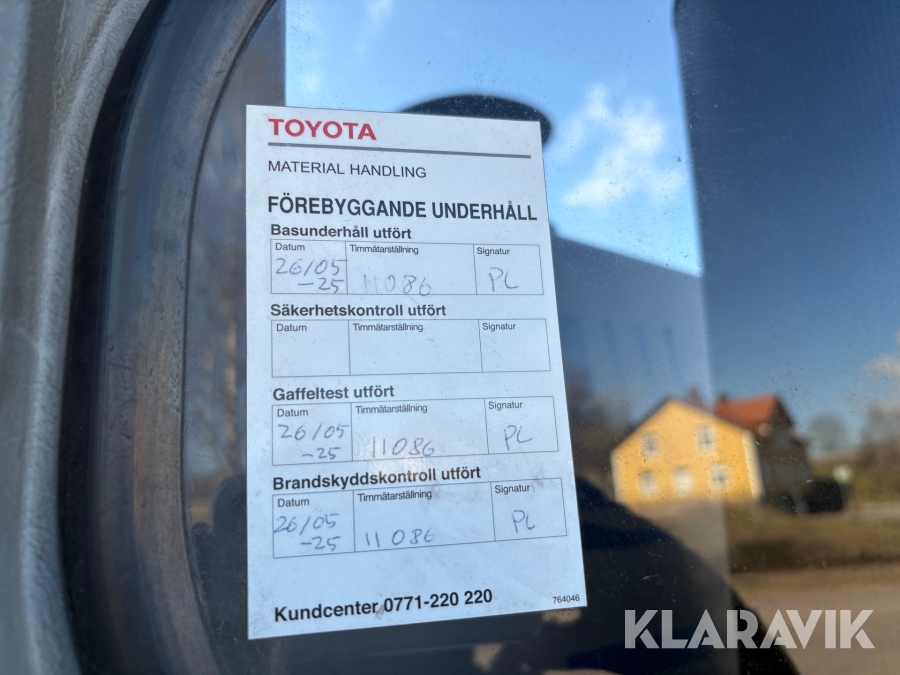 TOYOTA
MATERIAL HANDLING
FÖREBYGGANDE UNDERHÅLL
Basunderhåll utfört
Datum Timmätarställning Signatur
26/05 -25 11086 PL
Säkerhetskontroll utfört
Datum Timmätarställning Signatur
Gaffeltest utfört
Datum Timmätarställning Signatur
26/05 -25 11086 PL
Brandskyddskontroll utfört
Datum Timmätarställning Signatur
26/05 -25 11086 PL
Kundcenter 0771-220 220
764046
KLARAVIK